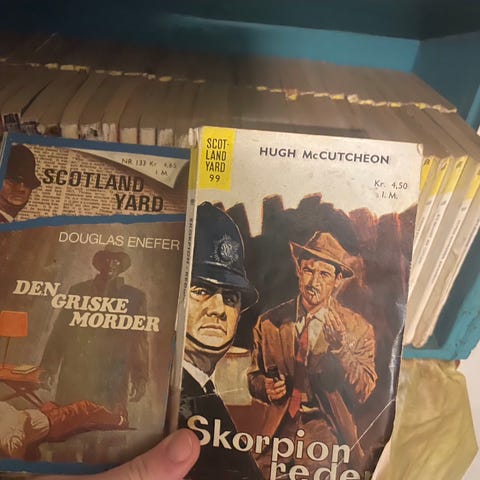 NR. 133 Kr. 4,65
I. M.
SCOTLAND
YARD
DOUGLAS ENEFER
DEN
GRISKE
MORDER
SCOT-
LAND
YARD
99
HUGH McCUTCHEON
Kr. 4,50
I. M.
Skorpion